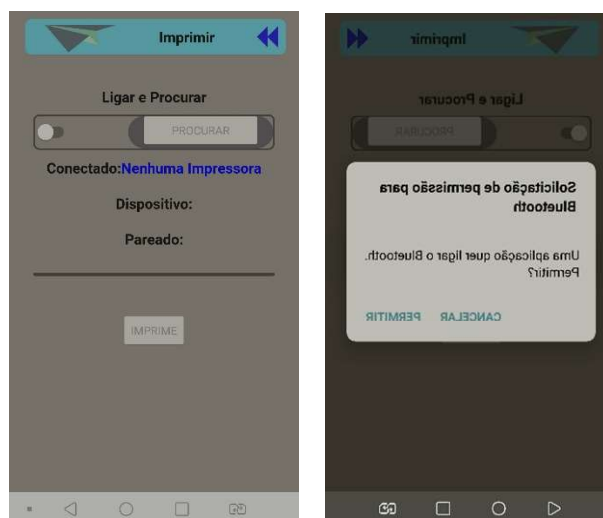 Imprimir
Ligar e Procurar
PROCURAR
Conectado:Nenhuma Impressora
Dispositivo:
Pareado:
IMPRIME
Imprimir
Ligar e Procurar
PROCURAR
Solicitação de permissão para
Bluetooth
Uma aplicação quer ligar o Bluetooth.
Permitir?
CANCELAR PERMITIR